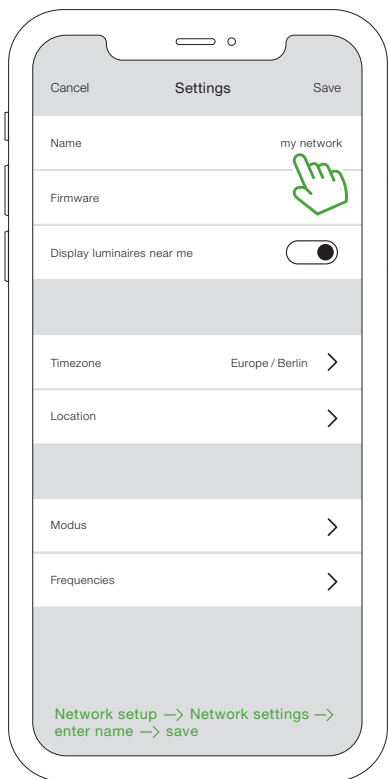 Cancel Settings Save
Name my network
Firmware
Display luminaires near me
Timezone Europe / Berlin
Location
Modus
Frequencies
Network setup —> Network settings —>
enter name —> save